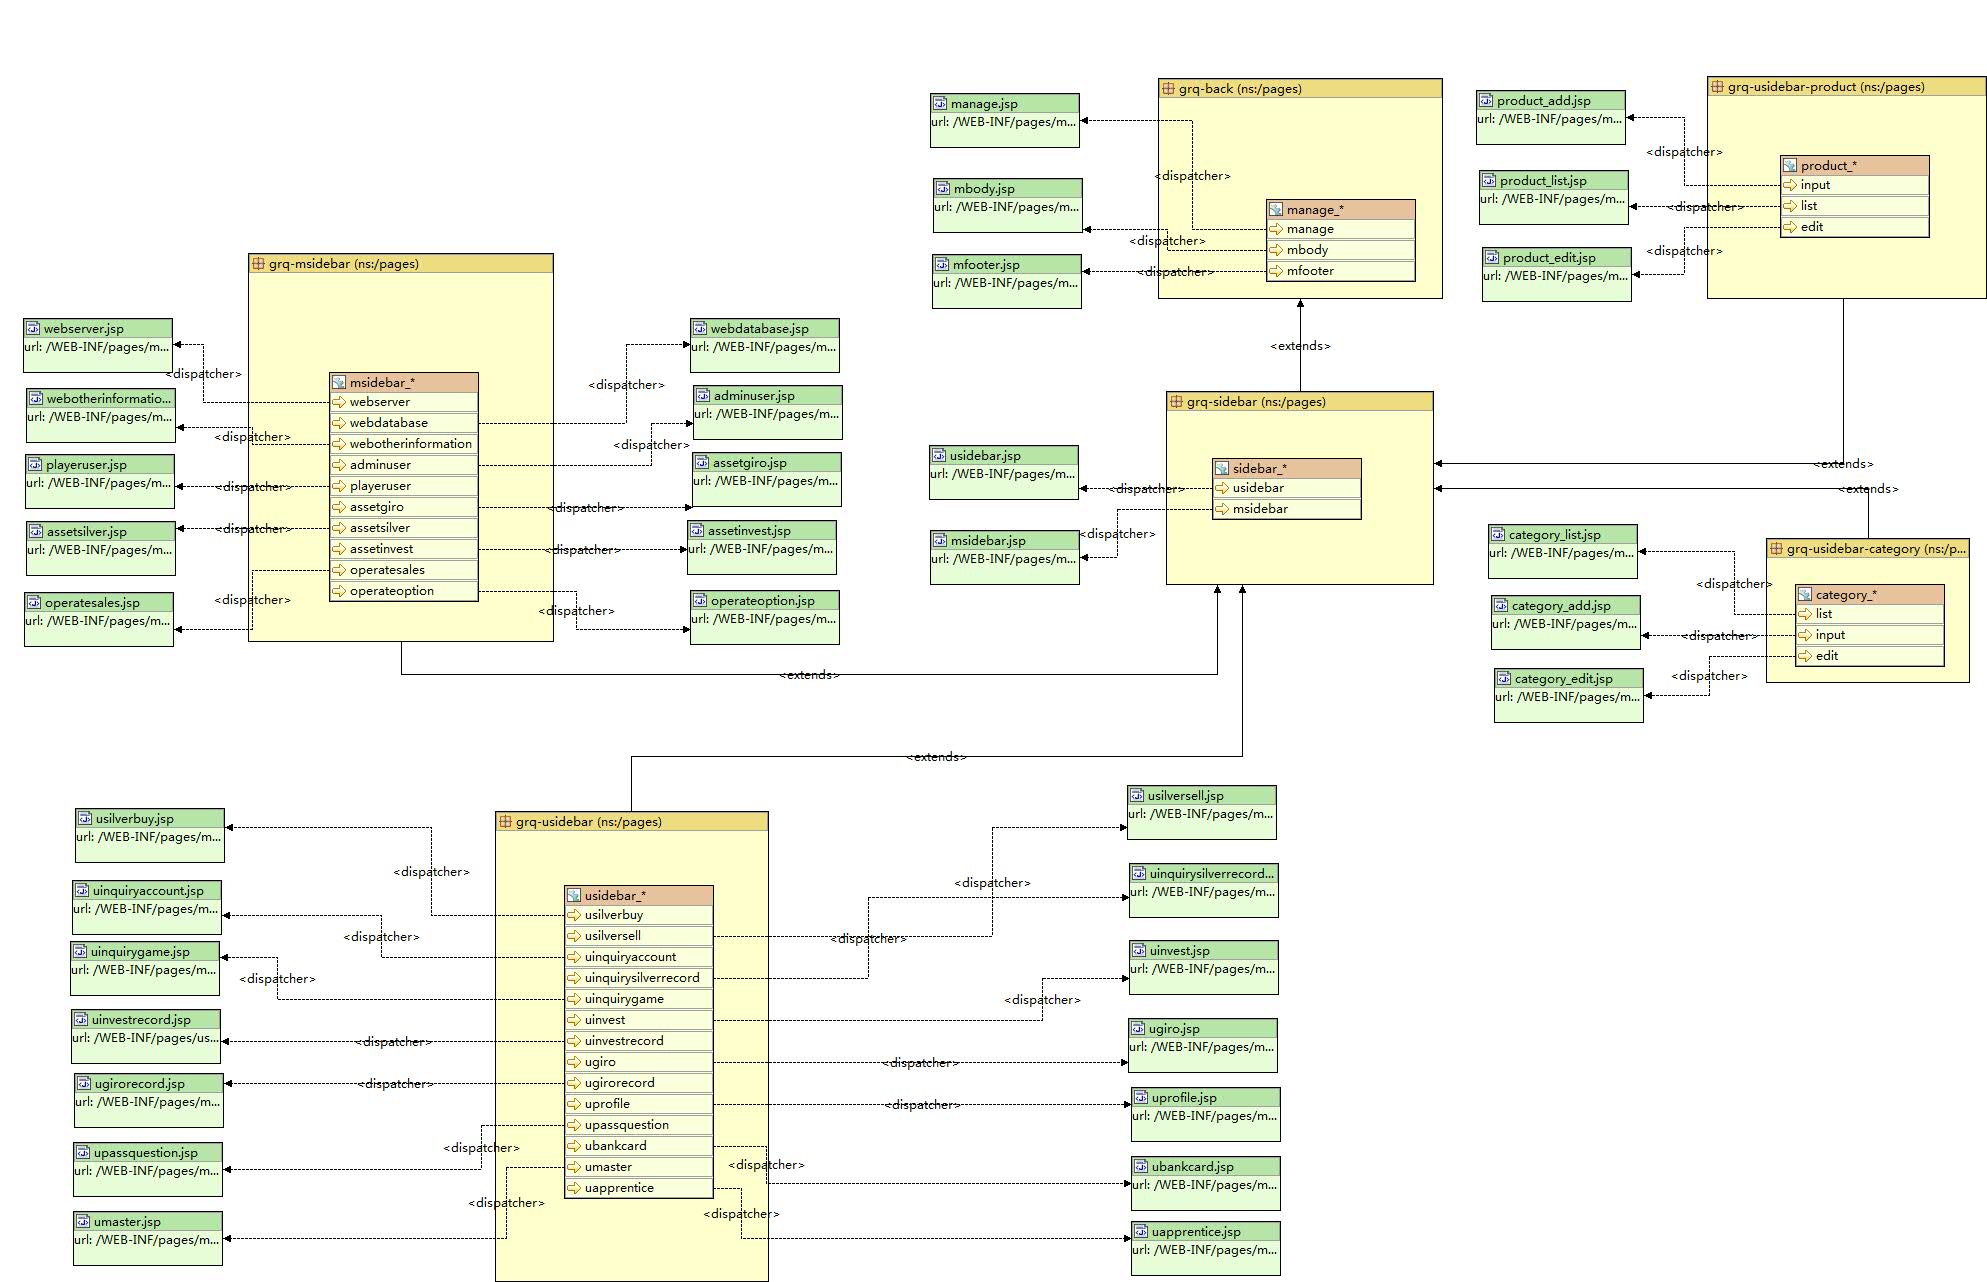 grq-back (ns:/pages)
manage.jsp
url: /WEB-INF/pages/m...
<dispatcher>
mbody.jsp
url: /WEB-INF/pages/m...
<dispatcher>
mfooter.jsp
url: /WEB-INF/pages/m...
<dispatcher>
manage_*
manage
mbody
mfooter
<extends>
grq-usidebar-product (ns:/pages)
product_add.jsp
url: /WEB-INF/pages/m...
<dispatcher>
product_list.jsp
url: /WEB-INF/pages/m...
<dispatcher>
product_edit.jsp
url: /WEB-INF/pages/m...
<dispatcher>
product_*
input
list
edit
<extends>
grq-msidebar (ns:/pages)
webserver.jsp
url: /WEB-INF/pages/m...
<dispatcher>
webotherinformatio...
url: /WEB-INF/pages/m...
<dispatcher>
playeruser.jsp
url: /WEB-INF/pages/m...
<dispatcher>
assetsilver.jsp
url: /WEB-INF/pages/m...
<dispatcher>
operatesales.jsp
url: /WEB-INF/pages/m...
<dispatcher>
msidebar_*
webserver
webdatabase
webotherinformation
adminuser
playeruser
assetgiro
assetsilver
assetinvest
operatesales
operateoption
webdatabase.jsp
url: /WEB-INF/pages/m...
<dispatcher>
adminuser.jsp
url: /WEB-INF/pages/m...
<dispatcher>
assetgiro.jsp
url: /WEB-INF/pages/m...
<dispatcher>
assetinvest.jsp
url: /WEB-INF/pages/m...
<dispatcher>
operateoption.jsp
url: /WEB-INF/pages/m...
<dispatcher>
<extends>
grq-sidebar (ns:/pages)
usidebar.jsp
url: /WEB-INF/pages/m...
<dispatcher>
msidebar.jsp
url: /WEB-INF/pages/m...
<dispatcher>
sidebar_*
usidebar
msidebar
<extends>
grq-usidebar-category (ns:/p...
category_list.jsp
url: /WEB-INF/pages/m...
<dispatcher>
category_add.jsp
url: /WEB-INF/pages/m...
<dispatcher>
category_edit.jsp
url: /WEB-INF/pages/m...
<dispatcher>
category_*
list
input
edit
<extends>
grq-usidebar (ns:/pages)
usilverbuy.jsp
url: /WEB-INF/pages/m...
<dispatcher>
uinquiryaccount.jsp
url: /WEB-INF/pages/m...
<dispatcher>
uinquirygame.jsp
url: /WEB-INF/pages/m...
<dispatcher>
uinvestrecord.jsp
url: /WEB-INF/pages/us...
<dispatcher>
ugirorecord.jsp
url: /WEB-INF/pages/m...
<dispatcher>
upassquestion.jsp
url: /WEB-INF/pages/m...
<dispatcher>
umaster.jsp
url: /WEB-INF/pages/m...
<dispatcher>
usidebar_*
usilverbuy
usilversell
uinquiryaccount
uinquirysilverrecord
uinquirygame
uinvest
uinvestrecord
ugiro
ugirorecord
uprofile
upassquestion
ubankcard
umaster
uapprentice
usilversell.jsp
url: /WEB-INF/pages/m...
<dispatcher>
uinquirysilverrecord...
url: /WEB-INF/pages/m...
<dispatcher>
uinvest.jsp
url: /WEB-INF/pages/m...
<dispatcher>
ugiro.jsp
url: /WEB-INF/pages/m...
<dispatcher>
uprofile.jsp
url: /WEB-INF/pages/m...
<dispatcher>
ubankcard.jsp
url: /WEB-INF/pages/m...
<dispatcher>
uapprentice.jsp
url: /WEB-INF/pages/m...
<dispatcher>